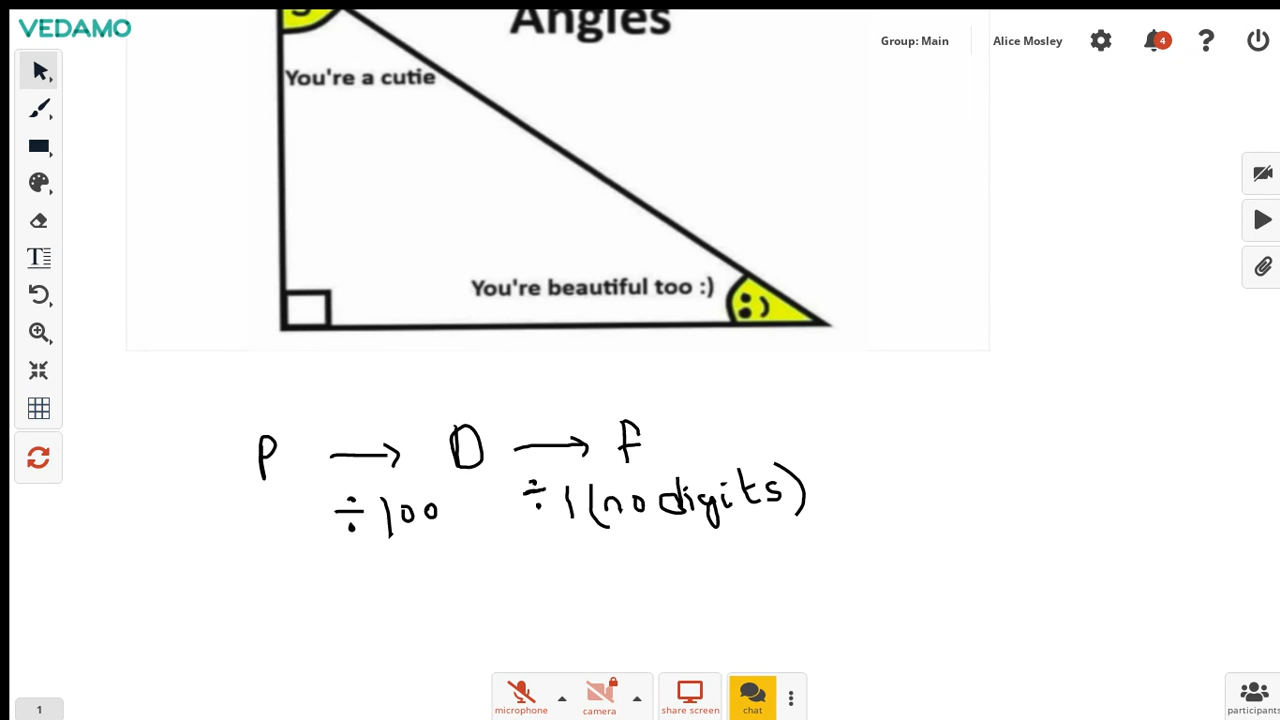 Angles
VEDAMO
Group: Main
Alice Mosley
4
You're a cutie
You're beautiful too :)
P → D → F
÷ 100 ÷ 1 (no digits)
1
microphone
camera
share screen
chat
participants